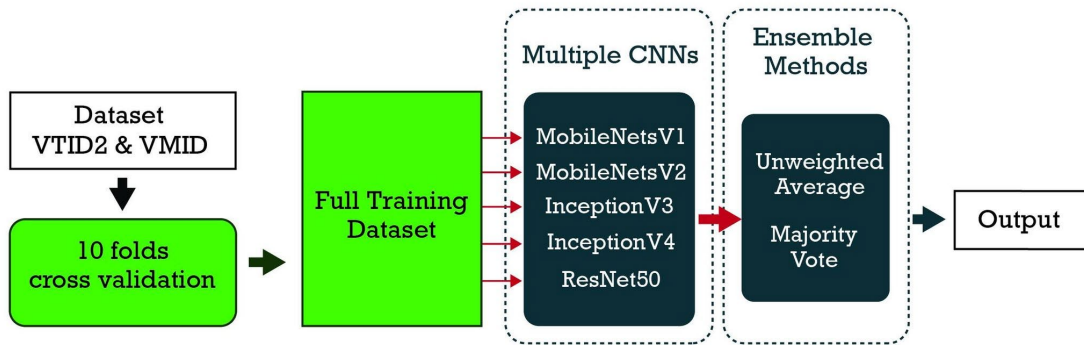 Dataset
VTID2 & VMID
10 folds
cross validation
Full Training
Dataset
Multiple CNNs
MobileNetsV1
MobileNetsV2
InceptionV3
InceptionV4
ResNet50
Ensemble
Methods
Unweighted
Average
Majority
Vote
Output